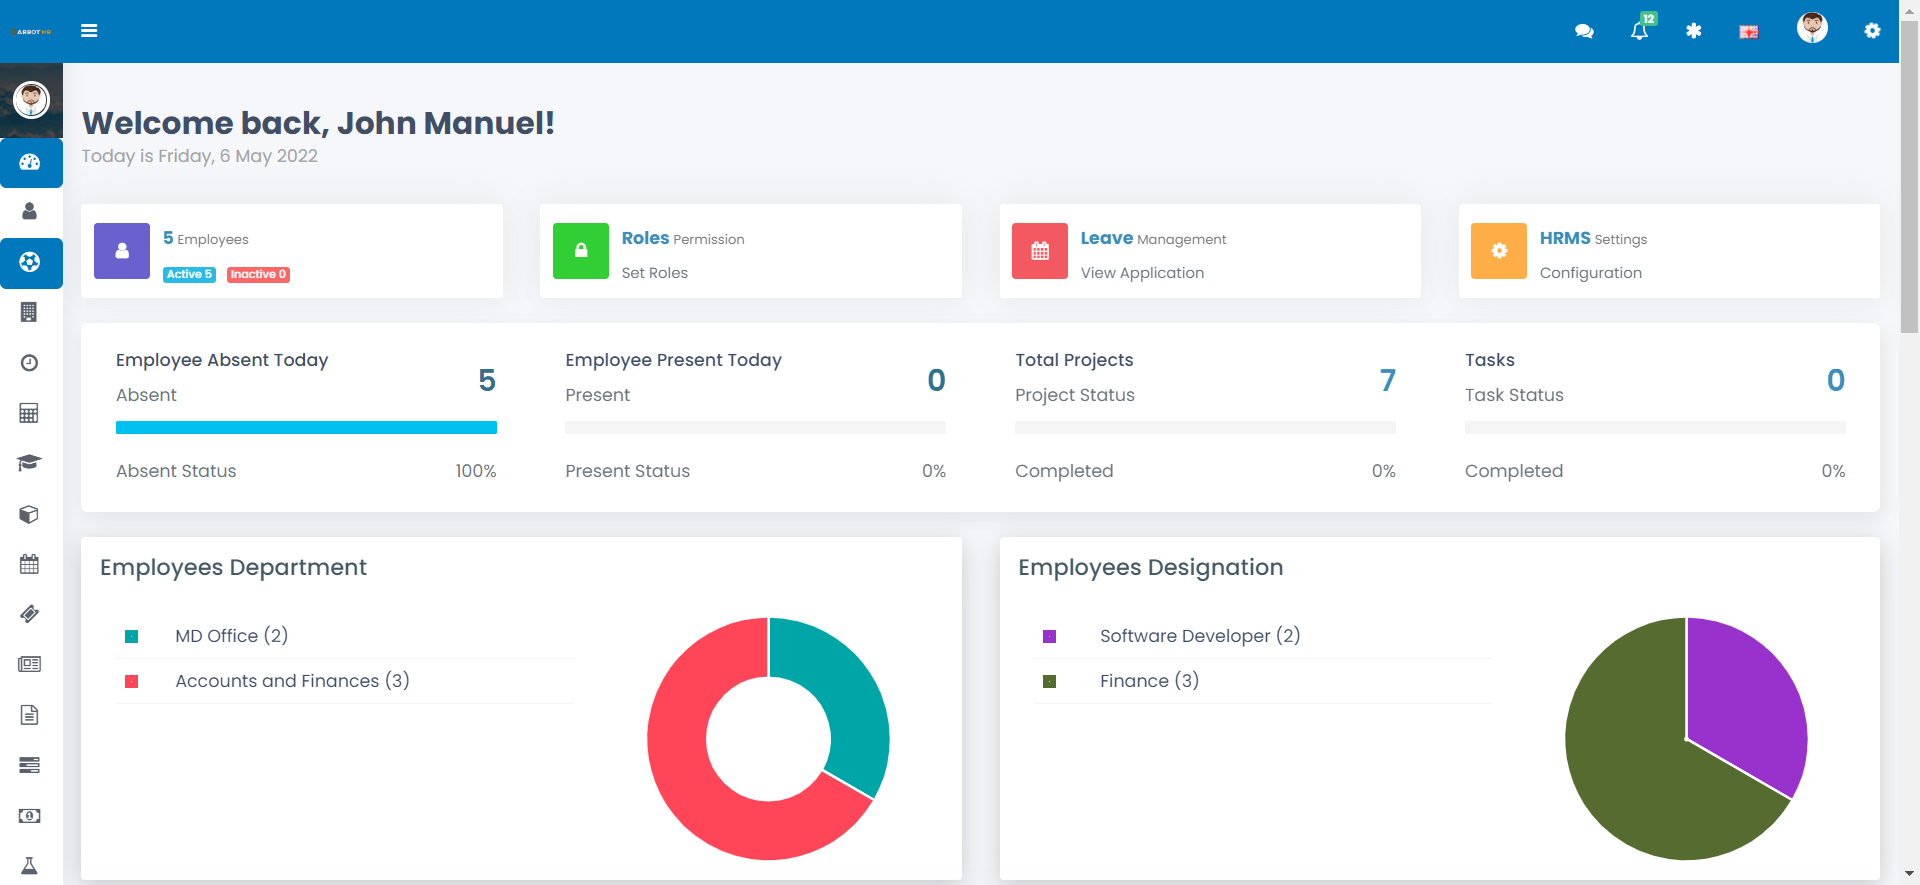 ARBOT HR
12
Welcome back, John Manuel!
Today is Friday, 6 May 2022
5 Employees
Active 5 Inactive 0
Roles Permission
Set Roles
Leave Management
View Application
HRMS Settings
Configuration
Employee Absent Today
5
Absent
Absent Status 100%
Employee Present Today
0
Present
Present Status 0%
Total Projects
7
Project Status
Completed 0%
Tasks
0
Task Status
Completed 0%
Employees Department
MD Office (2)
Accounts and Finances (3)
Employees Designation
Software Developer (2)
Finance (3)